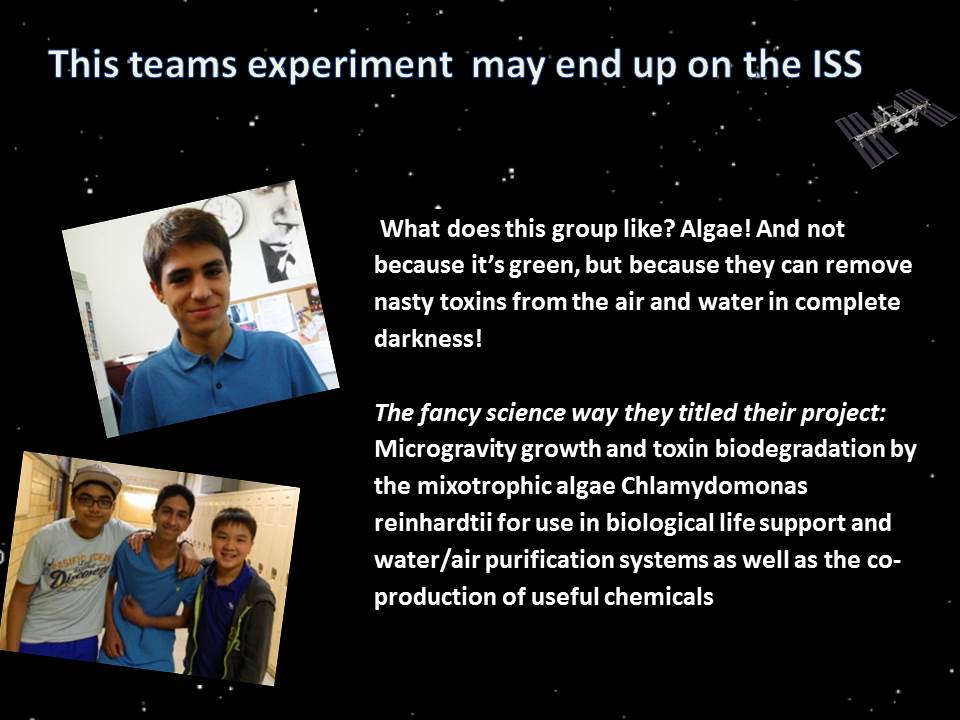 This teams experiment  may end up on the ISS
What does this group like? Algae! And not
because it’s green, but because they can remove
nasty toxins from the air and water in complete
darkness!
The fancy science way they titled their project:
Microgravity growth and toxin biodegradation by
the mixotrophic algae Chlamydomonas
reinhardtii for use in biological life support and
water/air purification systems as well as the co-
production of useful chemicals